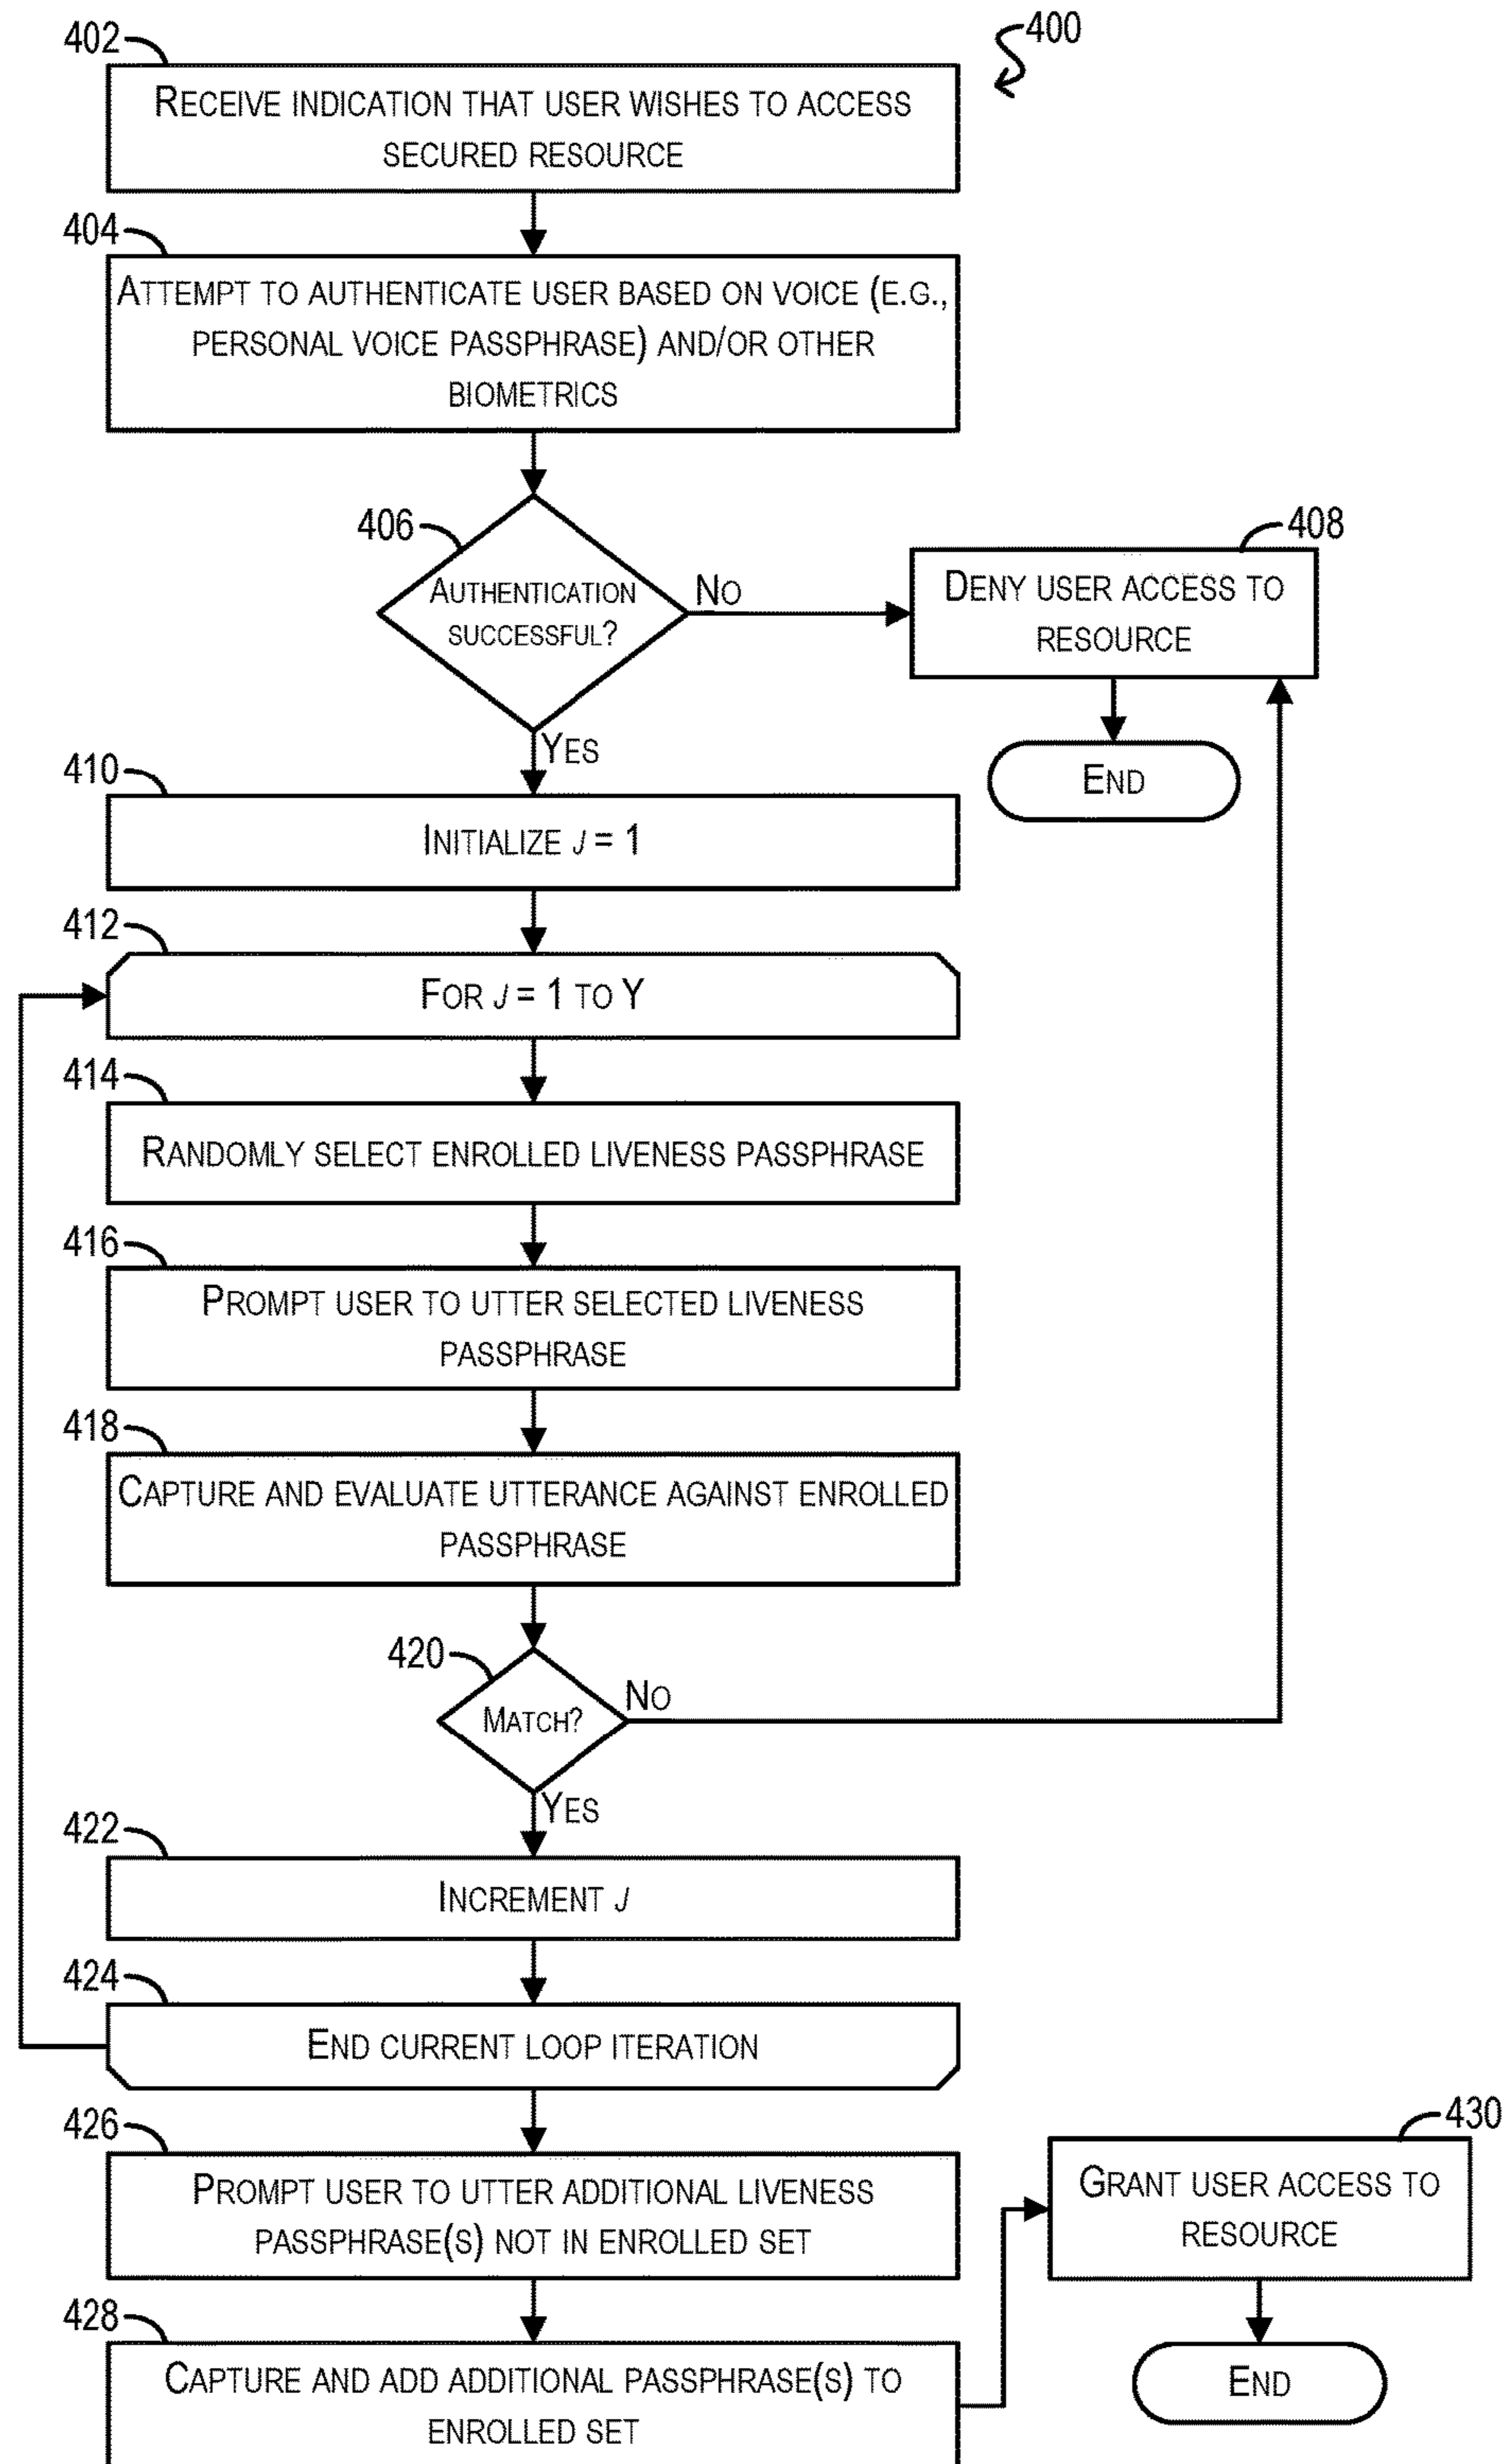 402
400
RECEIVE INDICATION THAT USER WISHES TO ACCESS
SECURED RESOURCE
404
ATTEMPT TO AUTHENTICATE USER BASED ON VOICE (E.G.,
PERSONAL VOICE PASSPHRASE) AND/OR OTHER
BIOMETRICS
406
AUTHENTICATION
SUCCESSFUL?
NO
408
DENY USER ACCESS TO
RESOURCE
END
YES
410
INITIALIZE J = 1
412
FOR J = 1 TO Y
414
RANDOMLY SELECT ENROLLED LIVENESS PASSPHRASE
416
PROMPT USER TO UTTER SELECTED LIVENESS
PASSPHRASE
418
CAPTURE AND EVALUATE UTTERANCE AGAINST ENROLLED
PASSPHRASE
420
MATCH?
NO
YES
422
INCREMENT J
424
END CURRENT LOOP ITERATION
426
PROMPT USER TO UTTER ADDITIONAL LIVENESS
PASSPHRASE(S) NOT IN ENROLLED SET
428
CAPTURE AND ADD ADDITIONAL PASSPHRASE(S) TO
ENROLLED SET
430
GRANT USER ACCESS TO
RESOURCE
END